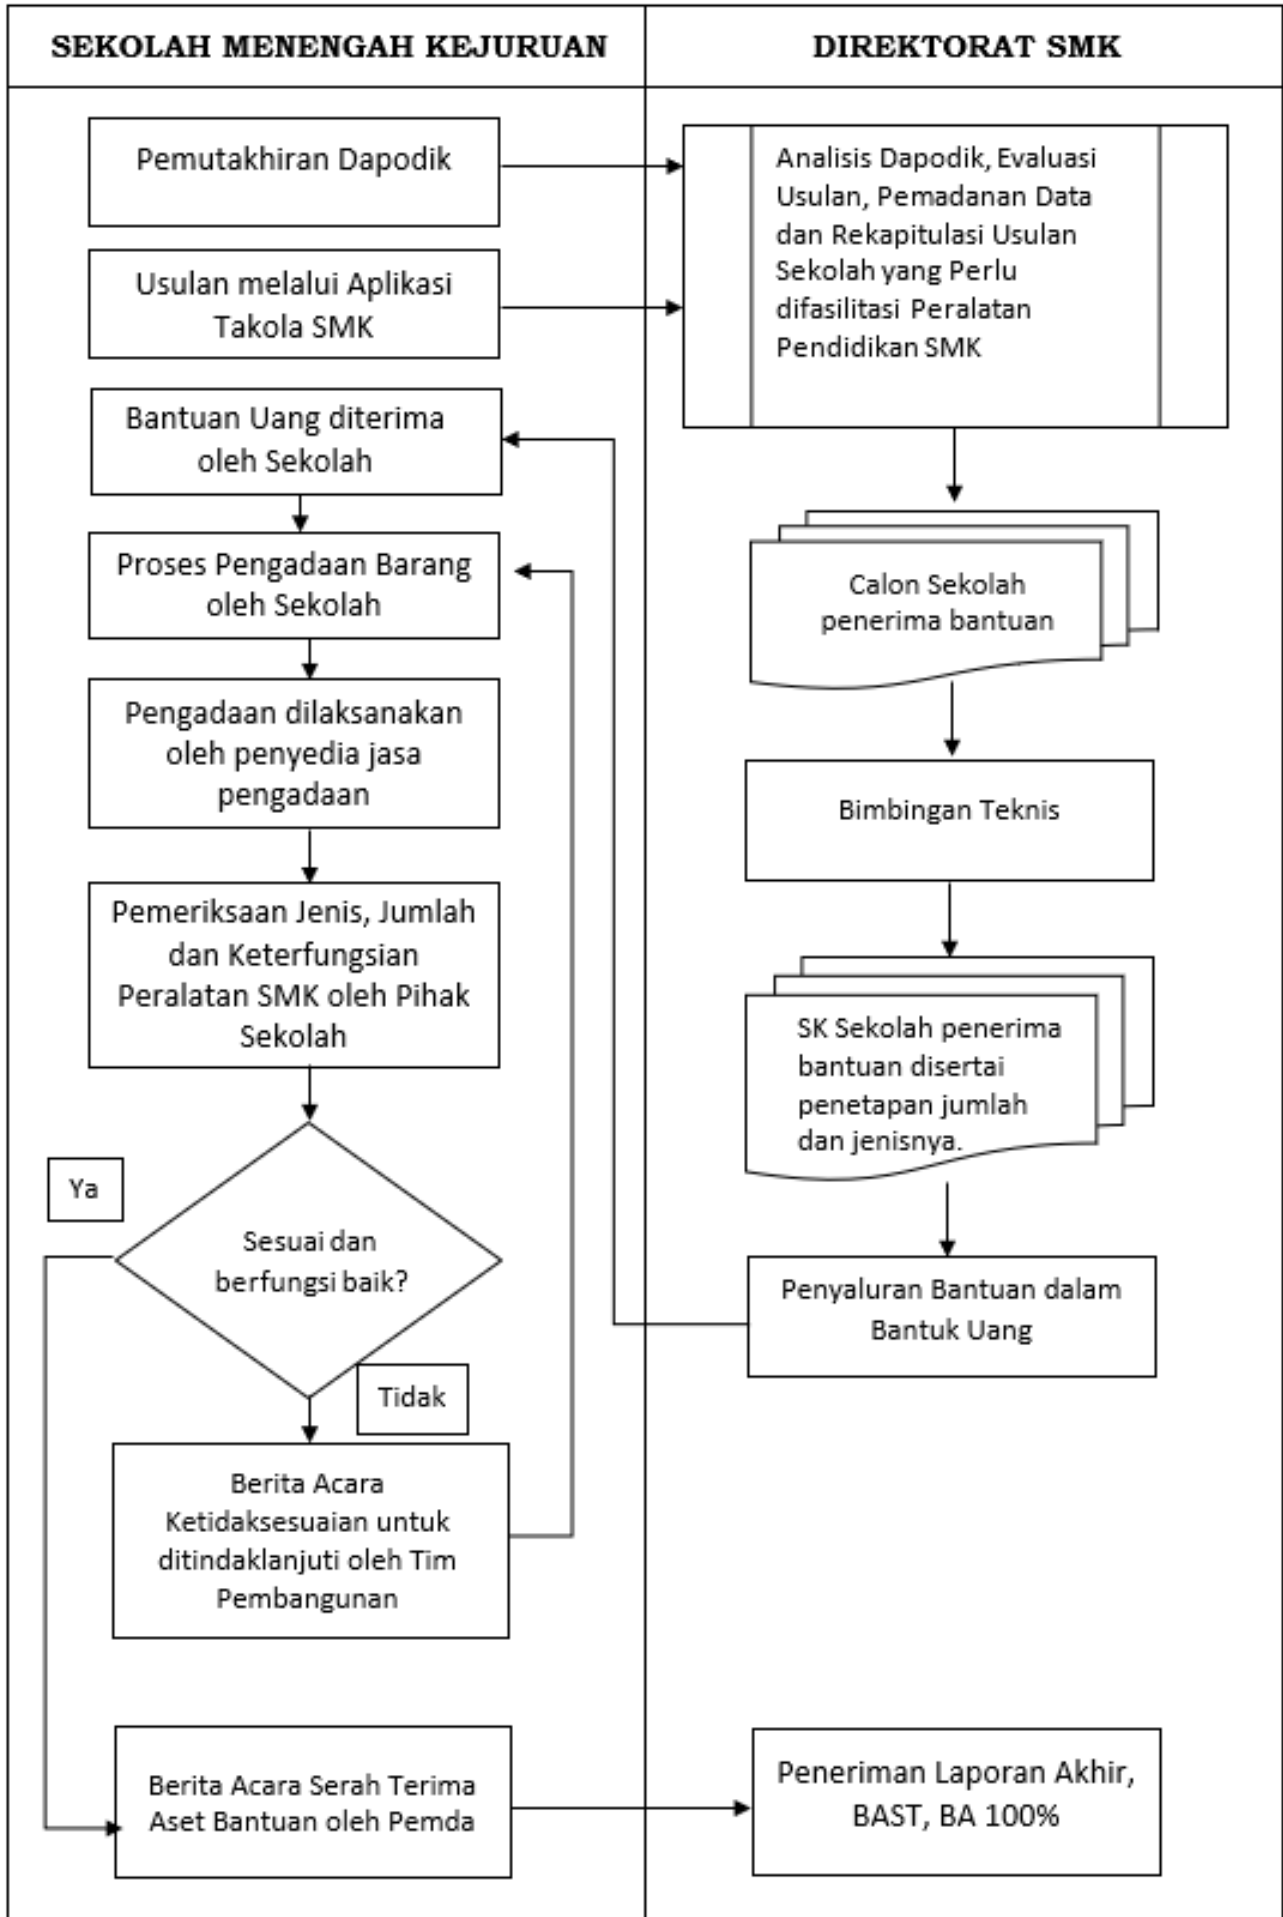 SEKOLAH MENENGAH KEJURUAN
DIREKTORAT SMK
Pemutakhiran Dapodik
Usulan melalui Aplikasi
Takola SMK
Analisis Dapodik, Evaluasi
Usulan, Pemadanan Data
dan Rekapitulasi Usulan
Sekolah yang Perlu
difasilitasi Peralatan
Pendidikan SMK
Bantuan Uang diterima
oleh Sekolah
Proses Pengadaan Barang
oleh Sekolah
Calon Sekolah
penerima bantuan
Pengadaan dilaksanakan
oleh penyedia jasa
pengadaan
Bimbingan Teknis
Pemeriksaan Jenis, Jumlah
dan Keterfungsian
Peralatan SMK oleh Pihak
Sekolah
SK Sekolah penerima
bantuan disertai
penetapan jumlah
dan jenisnya.
Ya
Sesuai dan
berfungsi baik?
Tidak
Penyaluran Bantuan dalam
Bantuk Uang
Berita Acara
Ketidaksesuaian untuk
ditindaklanjuti oleh Tim
Pembangunan
Berita Acara Serah Terima
Aset Bantuan oleh Pemda
Peneriman Laporan Akhir,
BAST, BA 100%